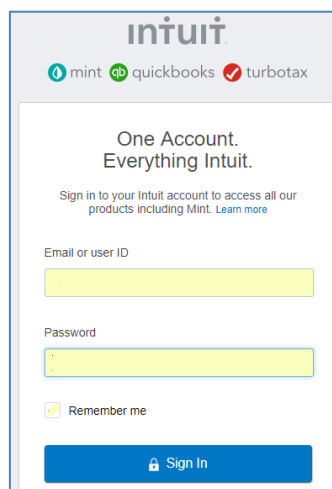 intuit
mint qb quickbooks turbotax
One Account.
Everything Intuit.
Sign in to your Intuit account to access all our
products including Mint. Learn more
Email or user ID
Password
Remember me
Sign In